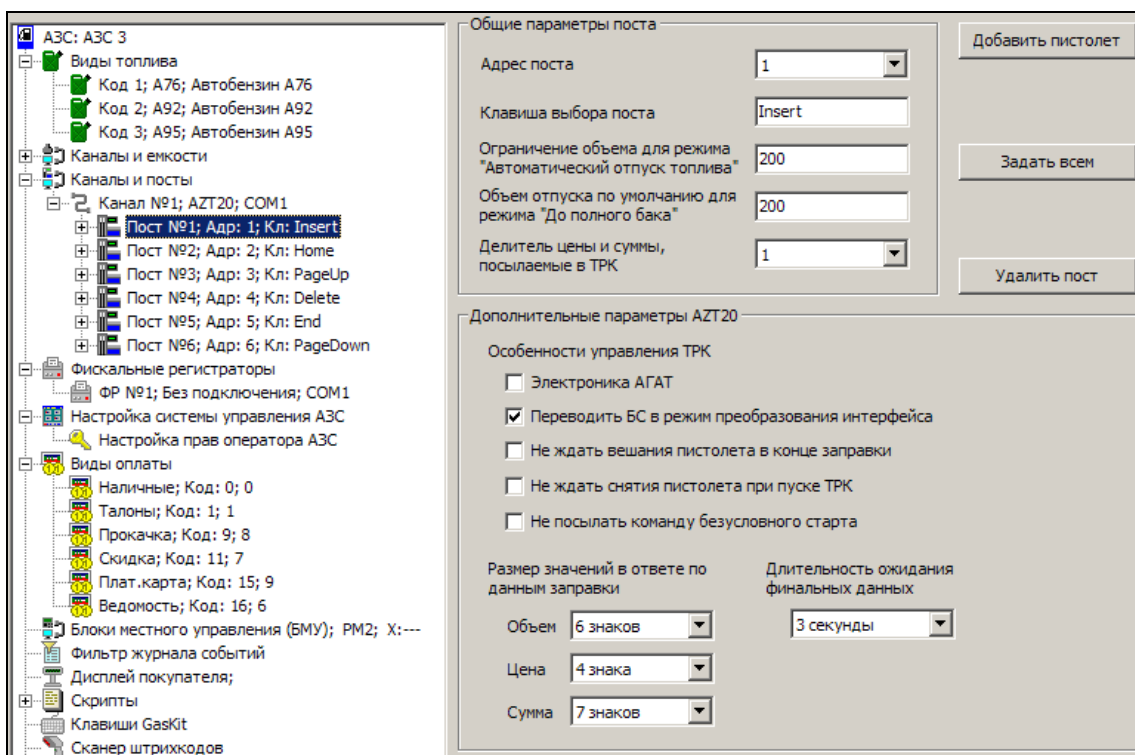 АЗС: АЗС 3
Виды топлива
Код 1; А76; Автобензин А76
Код 2; А92; Автобензин А92
Код 3; А95; Автобензин А95
Каналы и емкости
Каналы и посты
Канал №1; AZT20; COM1
Пост №1; Адр: 1; Кл: Insert
Пост №2; Адр: 2; Кл: Home
Пост №3; Адр: 3; Кл: PageUp
Пост №4; Адр: 4; Кл: Delete
Пост №5; Адр: 5; Кл: End
Пост №6; Адр: 6; Кл: PageDown
Фискальные регистраторы
ФР №1; Без подключения; COM1
Настройка системы управления АЗС
Настройка прав оператора АЗС
Виды оплаты
Наличные; Код: 0; 0
Талоны; Код: 1; 1
Прокачка; Код: 9; 8
Скидка; Код: 11; 7
Плат.карта; Код: 15; 9
Ведомость; Код: 16; 6
Блоки местного управления (БМУ); РМ2; X:---
Фильтр журнала событий
Дисплей покупателя;
Скрипты
Клавиши GasKit
Сканер штрихкодов
Общие параметры поста
Адрес поста
1
Клавиша выбора поста
Insert
Ограничение объема для режима
"Автоматический отпуск топлива"
200
Объем отпуска по умолчанию для
режима "До полного бака"
200
Делитель цены и суммы,
посылаемые в ТРК
1
Добавить пистолет
Задать всем
Удалить пост
Дополнительные параметры AZT20
Особенности управления ТРК
Электроника АГАТ
Переводить БС в режим преобразования интерфейса
Не ждать вешания пистолета в конце заправки
Не ждать снятия пистолета при пуске ТРК
Не посылать команду безусловного старта
Размер значений в ответе по
данным заправки
Объем
6 знаков
Цена
4 знака
Сумма
7 знаков
Длительность ожидания
финальных данных
3 секунды